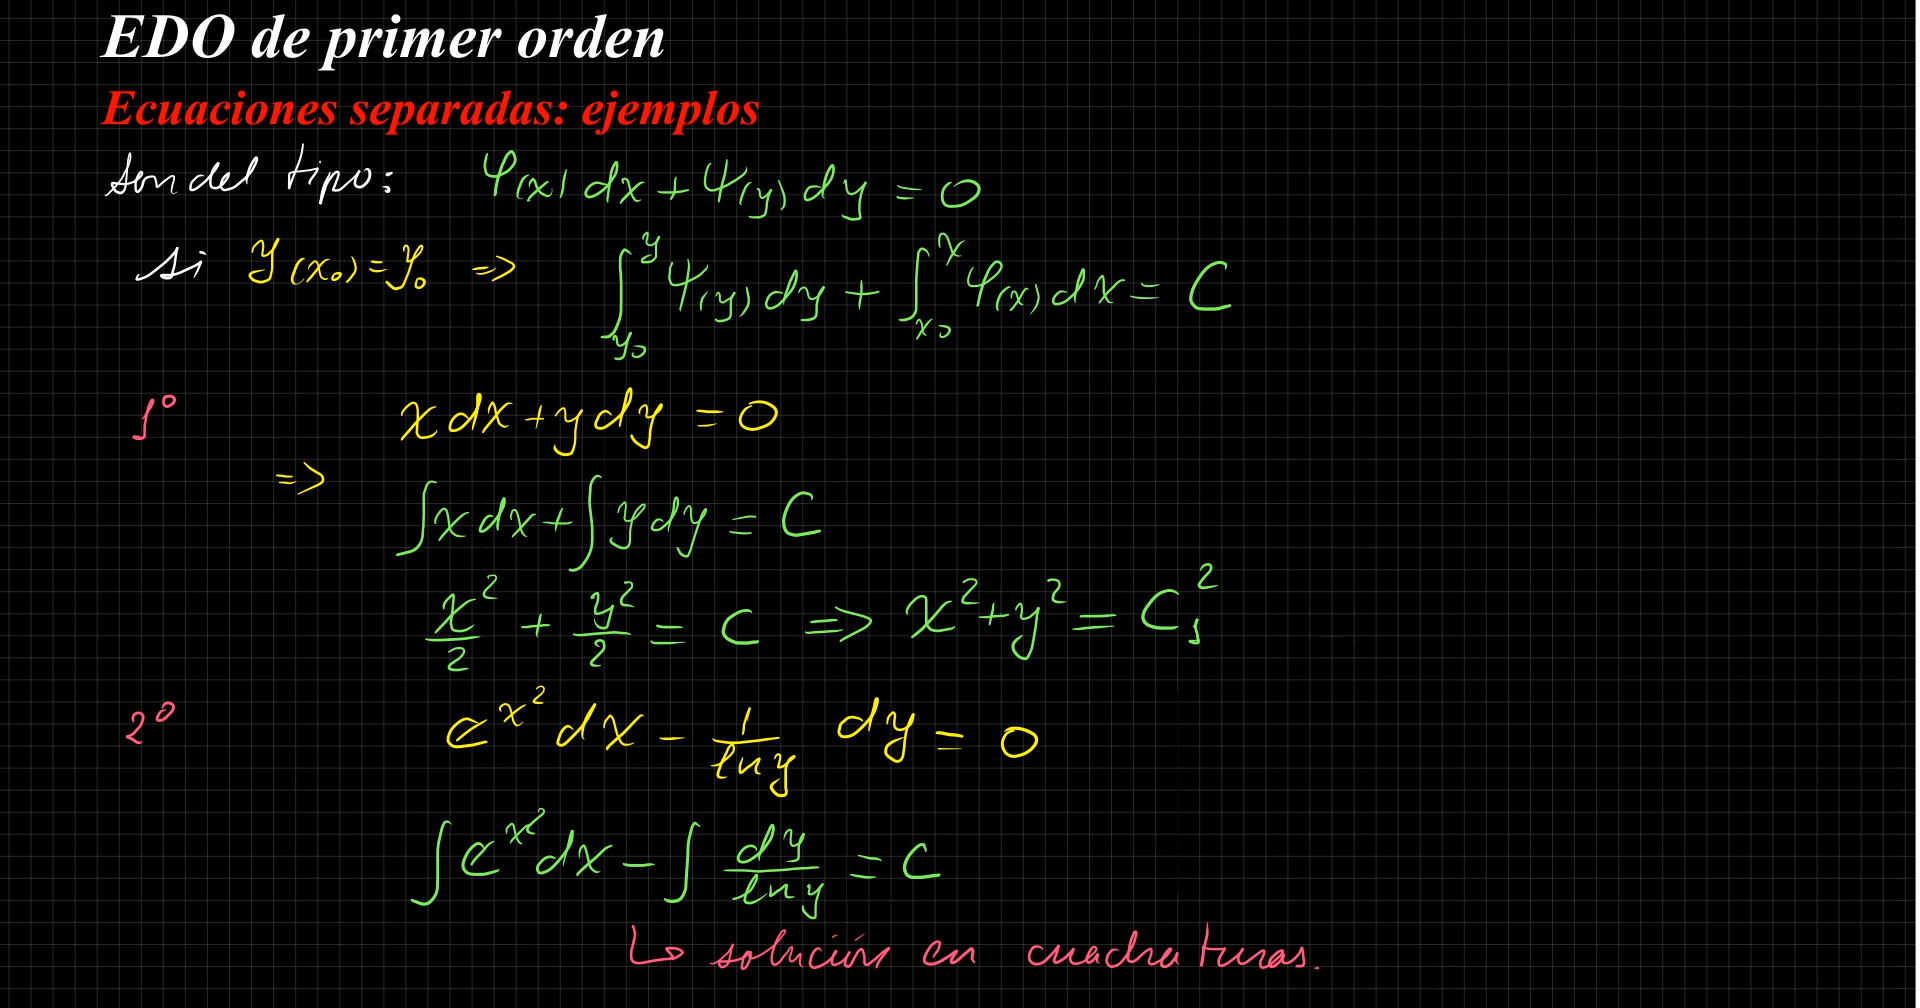 EDO de primer orden
Ecuaciones separadas: ejemplos
son del tipo: φ(x) dx + ψ(y) dy = 0
si y(x₀) = y₀ => ∫_{y₀}^{y} ψ(y) dy + ∫_{x₀}^{x} φ(x) dx = C
1º x dx + y dy = 0
=>
∫ x dx + ∫ y dy = C
x²/2 + y²/2 = C => x² + y² = C₁²
2º e^{x²} dx - 1/ln y dy = 0
∫ e^{x²} dx - ∫ dy/ln y = C
↳ solución en cuadraturas.